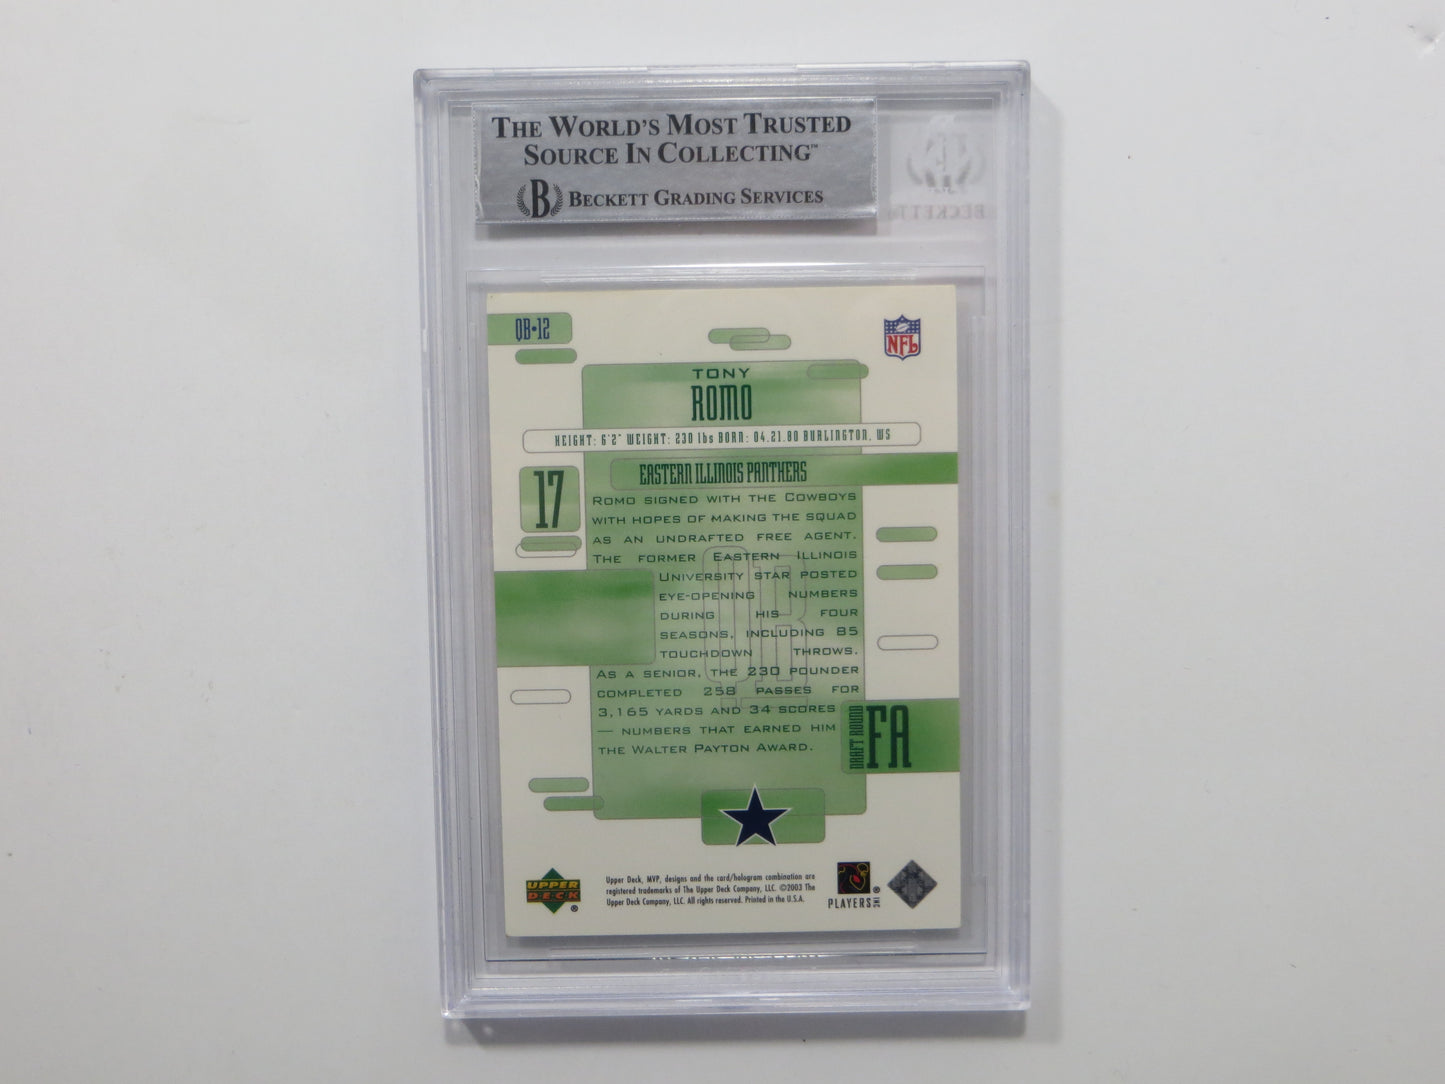 THE WORLD'S MOST TRUSTED
SOURCE IN COLLECTING™
B BECKETT GRADING SERVICES
BECKETT
QB•12
NFL
TONY
ROMO
HEIGHT: 6'2" WEIGHT: 230 lbs BORN: 04.21.80 BURLINGTON, WS
EASTERN ILLINOIS PANTHERS
17
ROMO SIGNED WITH THE COWBOYS
WITH HOPES OF MAKING THE SQUAD
AS AN UNDRAFTED FREE AGENT.
THE FORMER EASTERN ILLINOIS
UNIVERSITY STAR POSTED
EYE-OPENING NUMBERS
DURING HIS FOUR
SEASONS, INCLUDING 85
TOUCHDOWN THROWS.
AS A SENIOR, THE 230 POUNDER
COMPLETED 258 PASSES FOR
3,165 YARDS AND 34 SCORES
— NUMBERS THAT EARNED HIM
THE WALTER PAYTON AWARD.
QB
DRAFT ROUND
FA
UPPER
DECK®
Upper Deck, MVP, designs and the card/hologram combination are
registered trademarks of The Upper Deck Company, LLC. ©2003 The
Upper Deck Company, LLC. All rights reserved. Printed in the U.S.A.
PLAYERS INC®